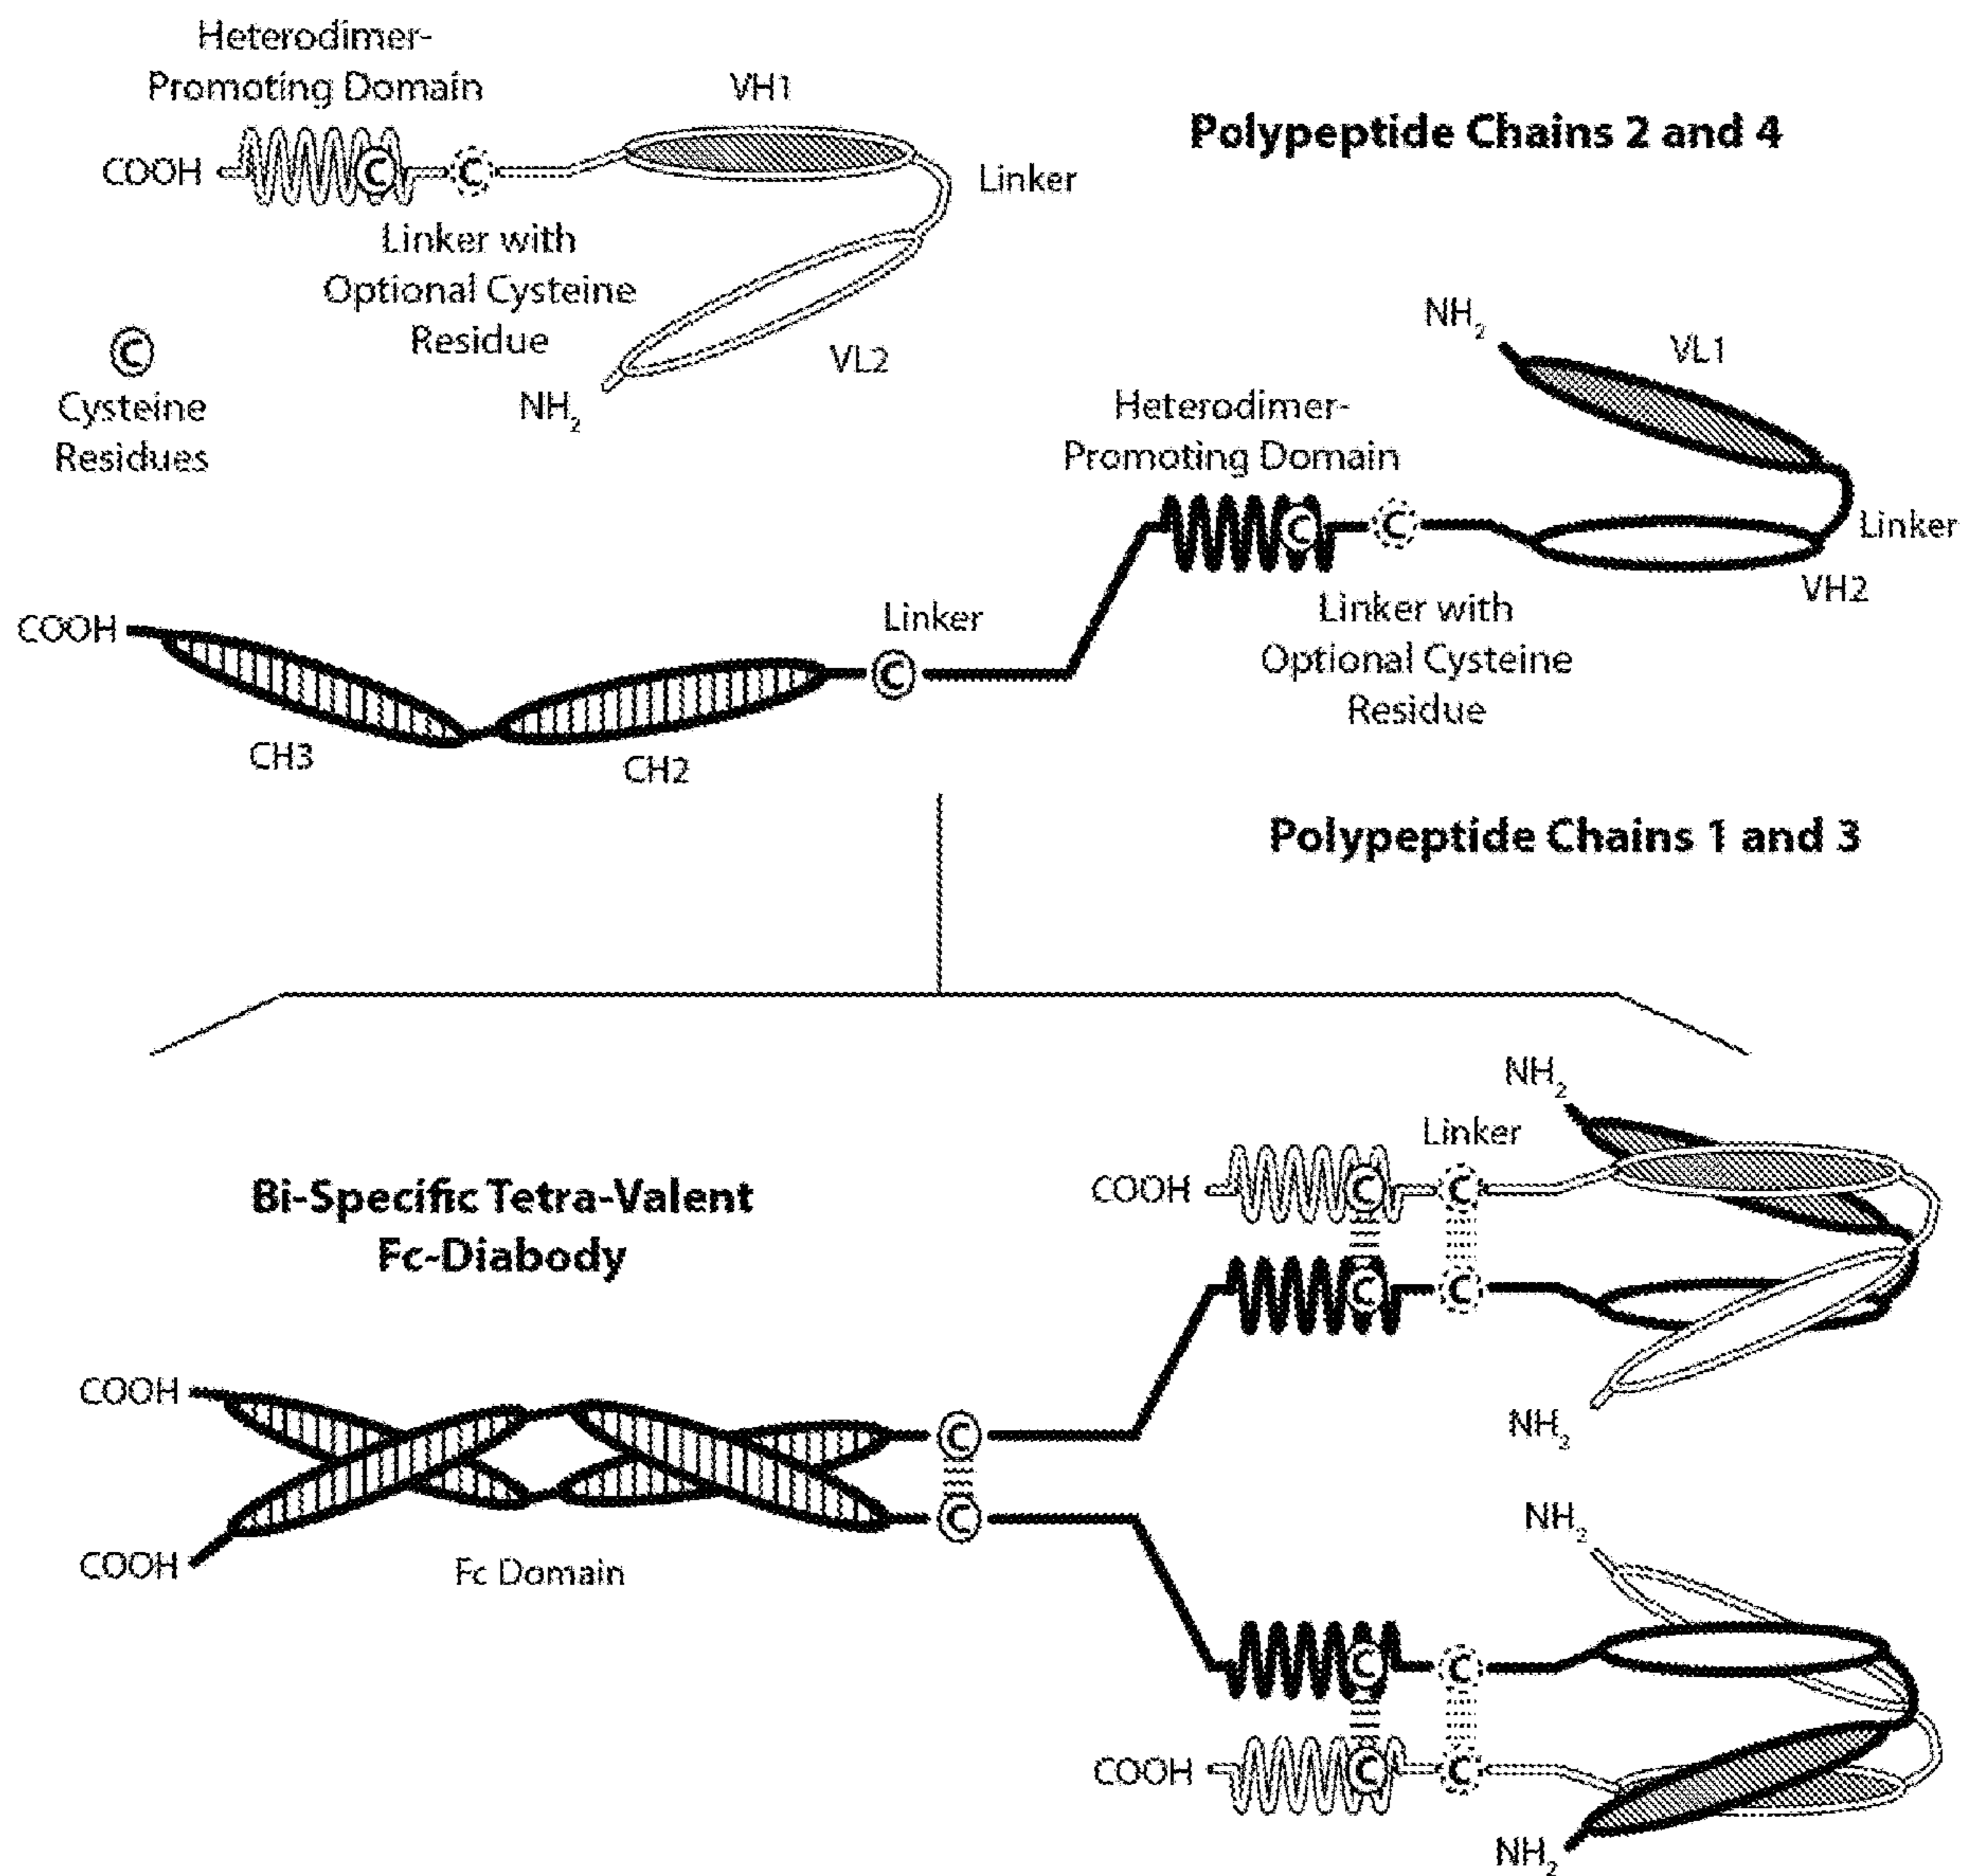 Heterodimer-
Promoting Domain
VH1
Polypeptide Chains 2 and 4
COOH
C
C
Linker
Linker with
Optional Cysteine
Residue
VL2
NH2
C
Cysteine
Residues
NH2
VL1
Heterodimer-
Promoting Domain
C
C
Linker
VH2
Linker with
Optional Cysteine
Residue
COOH
Linker
C
CH3
CH2
Polypeptide Chains 1 and 3
Bi-Specific Tetra-Valent
Fc-Diabody
NH2
Linker
COOH
C
C
C
C
NH2
COOH
C
C
COOH
Fc Domain
NH2
C
C
COOH
C
C
NH2